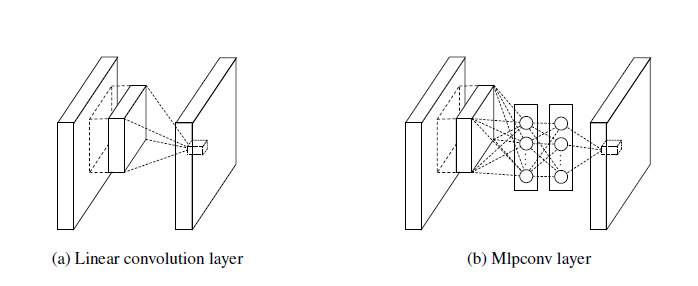 (a) Linear convolution layer
(b) Mlpconv layer